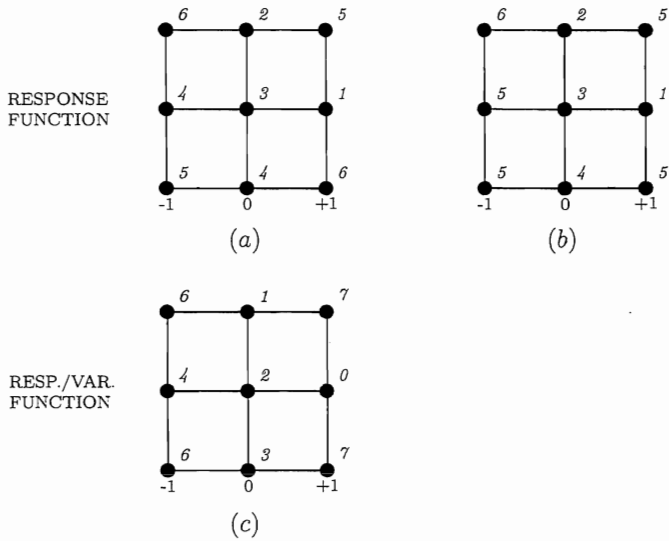 6 2 5 6 2 5
RESPONSE
FUNCTION
4 3 1 5 3 1
5 4 6 5 4 5
-1 0 +1 -1 0 +1
(a) (b)
6 1 7
RESP./VAR.
FUNCTION
4 2 0
6 3 7
-1 0 +1
(c)